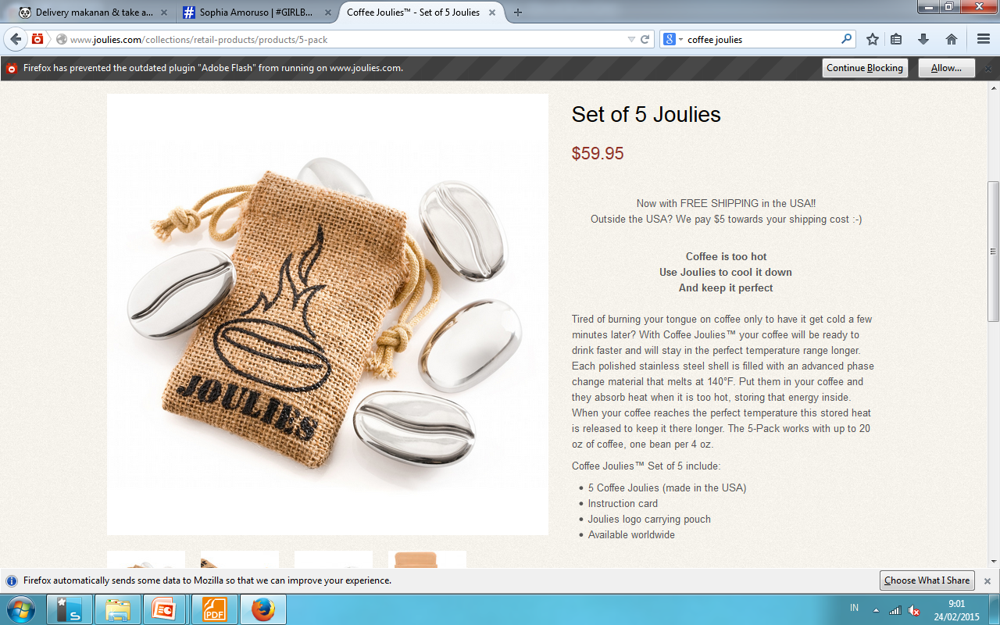 Delivery makanan & take a...
Sophia Amoruso | #GIRLB...
Coffee Joulies™ - Set of 5 Joulies
www.joulies.com/collections/retail-products/products/5-pack
coffee joulies
Firefox has prevented the outdated plugin "Adobe Flash" from running on www.joulies.com.
Continue Blocking
Allow...
JOULIES
Set of 5 Joulies
$59.95
Now with FREE SHIPPING in the USA!!
Outside the USA? We pay $5 towards your shipping cost :-)
Coffee is too hot
Use Joulies to cool it down
And keep it perfect
Tired of burning your tongue on coffee only to have it get cold a few
minutes later? With Coffee Joulies™ your coffee will be ready to
drink faster and will stay in the perfect temperature range longer.
Each polished stainless steel shell is filled with an advanced phase
change material that melts at 140°F. Put them in your coffee and
they absorb heat when it is too hot, storing that energy inside.
When your coffee reaches the perfect temperature this stored heat
is released to keep it there longer. The 5-Pack works with up to 20
oz of coffee, one bean per 4 oz.
Coffee Joulies™ Set of 5 include:
• 5 Coffee Joulies (made in the USA)
• Instruction card
• Joulies logo carrying pouch
• Available worldwide
Firefox automatically sends some data to Mozilla so that we can improve your experience.
Choose What I Share
S
PDF
IN
9:01
24/02/2015